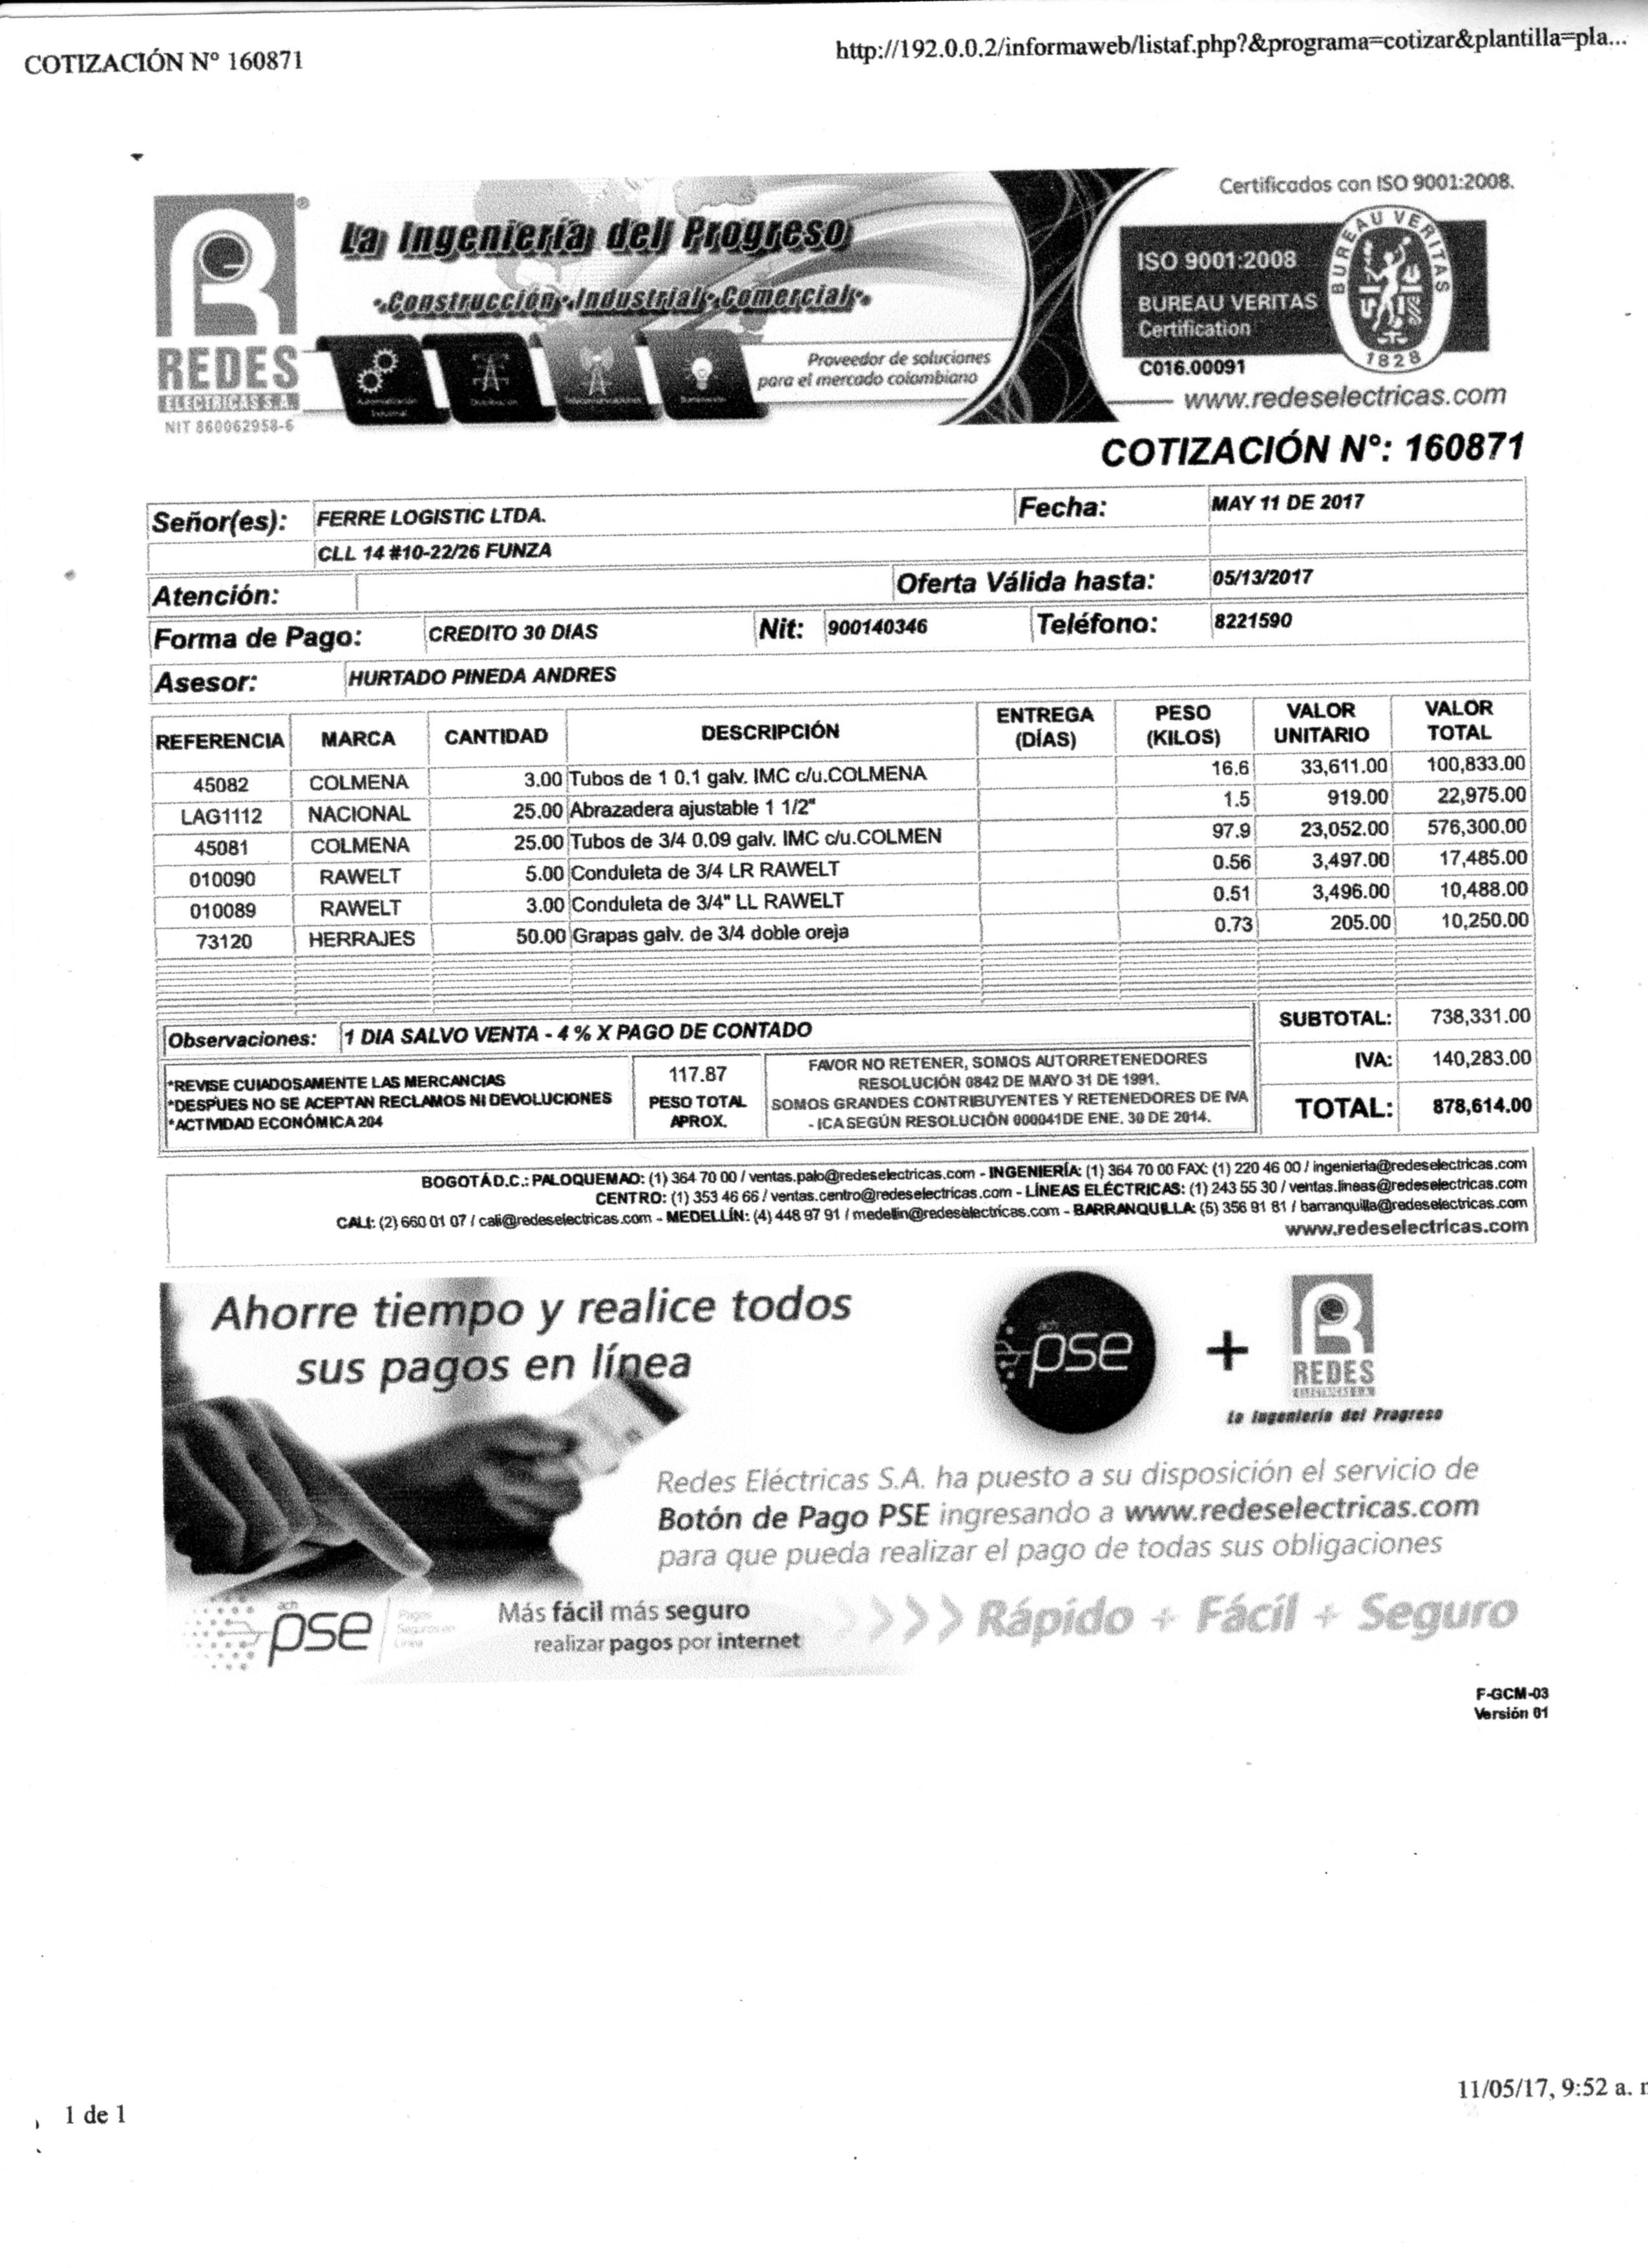 COTIZACIÓN Nº 160871
http://192.0.0.2/informaweb/listaf.php?&programa=cotizar&plantilla=pla...
La Ingeniería del Progreso
Construcción Industrial Comercial
Proveedor de soluciones
para el mercado colombiano
REDES
ELECTRICAS S.A.
NIT 860062958-6
Certificados con ISO 9001:2008.
ISO 9001:2008
BUREAU VERITAS
Certification
C016.00091
BUREAU VERITAS
1828
www.redeselectricas.com
COTIZACIÓN Nº: 160871
Señor(es): FERRE LOGISTIC LTDA. Fecha: MAY 11 DE 2017
CLL 14 #10-22/26 FUNZA
Atención: Oferta Válida hasta: 05/13/2017
Forma de Pago: CREDITO 30 DIAS Nit: 900140346 Teléfono: 8221590
Asesor: HURTADO PINEDA ANDRES
REFERENCIA MARCA CANTIDAD DESCRIPCIÓN ENTREGA (DÍAS) PESO (KILOS) VALOR UNITARIO VALOR TOTAL
45082 COLMENA 3.00 Tubos de 1 0.1 galv. IMC c/u.COLMENA 16.6 33,611.00 100,833.00
LAG1112 NACIONAL 25.00 Abrazadera ajustable 1 1/2" 1.5 919.00 22,975.00
45081 COLMENA 25.00 Tubos de 3/4 0.09 galv. IMC c/u.COLMEN 97.9 23,052.00 576,300.00
010090 RAWELT 5.00 Conduleta de 3/4 LR RAWELT 0.56 3,497.00 17,485.00
010089 RAWELT 3.00 Conduleta de 3/4" LL RAWELT 0.51 3,496.00 10,488.00
73120 HERRAJES 50.00 Grapas galv. de 3/4 doble oreja 0.73 205.00 10,250.00
Observaciones: 1 DIA SALVO VENTA - 4 % X PAGO DE CONTADO
SUBTOTAL: 738,331.00
IVA: 140,283.00
TOTAL: 878,614.00
*REVISE CUIADOSAMENTE LAS MERCANCIAS
*DESPUES NO SE ACEPTAN RECLAMOS NI DEVOLUCIONES
*ACTIVIDAD ECONÓMICA 204
117.87
PESO TOTAL
APROX.
FAVOR NO RETENER, SOMOS AUTORRETENEDORES
RESOLUCIÓN 0842 DE MAYO 31 DE 1991.
SOMOS GRANDES CONTRIBUYENTES Y RETENEDORES DE IVA
- ICA SEGÚN RESOLUCIÓN 000041DE ENE. 30 DE 2014.
BOGOTÁ D.C.: PALOQUEMAO: (1) 364 70 00 / ventas.palo@redeselectricas.com - INGENIERÍA: (1) 364 70 00 FAX: (1) 220 46 00 / ingenieria@redeselectricas.com
CENTRO: (1) 353 46 66 / ventas.centro@redeselectricas.com - LÍNEAS ELÉCTRICAS: (1) 243 55 30 / ventas.lineas@redeselectricas.com
CALI: (2) 660 01 07 / cali@redeselectricas.com - MEDELLÍN: (4) 448 97 91 / medellin@redeselectricas.com - BARRANQUILLA: (5) 356 91 81 / barranquilla@redeselectricas.com
www.redeselectricas.com
Ahorre tiempo y realice todos
sus pagos en línea
ach
pse
+
REDES
ELECTRICAS S.A.
La Ingeniería del Progreso
Redes Eléctricas S.A. ha puesto a su disposición el servicio de
Botón de Pago PSE ingresando a www.redeselectricas.com
para que pueda realizar el pago de todas sus obligaciones
ach
pse
Pagos
Seguros en
Línea
Más fácil más seguro
realizar pagos por internet
Rápido + Fácil + Seguro
F-GCM-03
Versión 01
11/05/17, 9:52 a. 
1 de 1